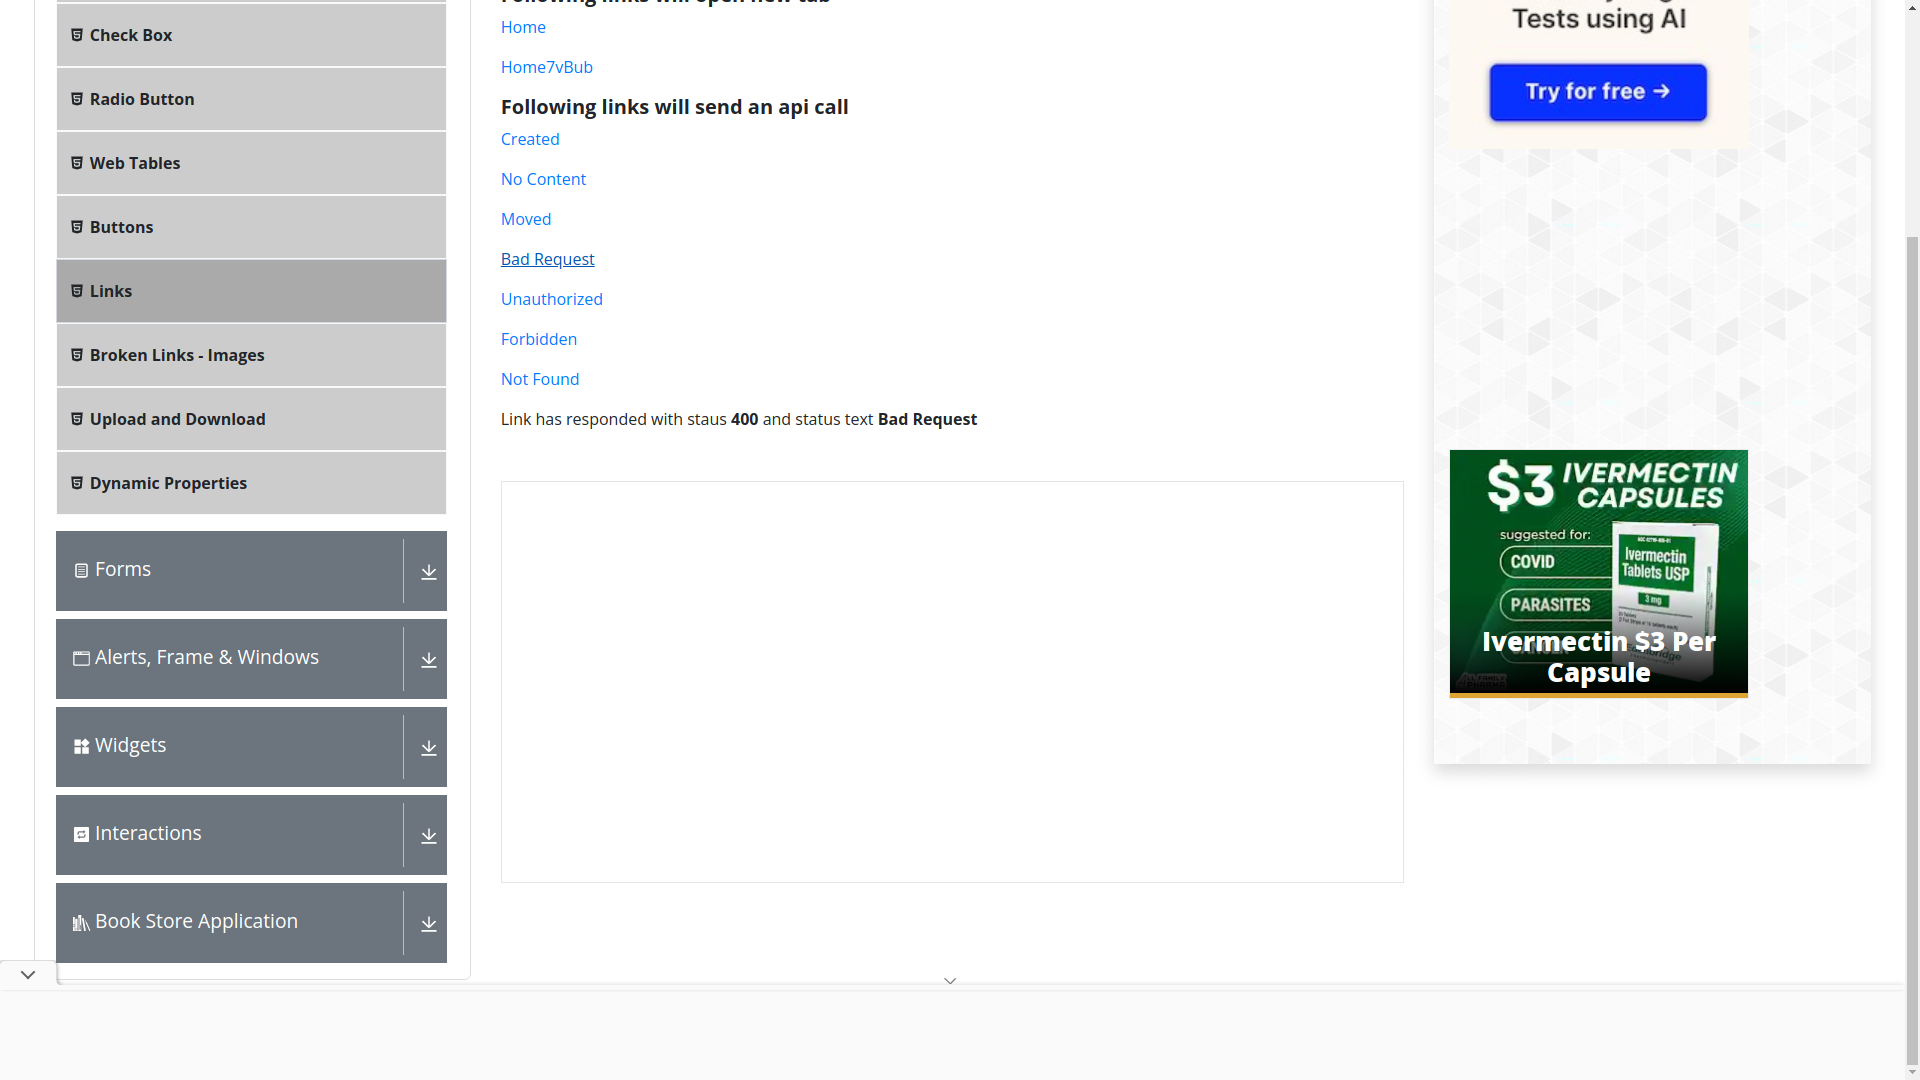 Check Box
Radio Button
Web Tables
Buttons
Links
Broken Links - Images
Upload and Download
Dynamic Properties
Forms
Alerts, Frame & Windows
Widgets
Interactions
Book Store Application
Following links will open new tab
Home
Home7vBub
Following links will send an api call
Created
No Content
Moved
Bad Request
Unauthorized
Forbidden
Not Found
Link has responded with staus 400 and status text Bad Request
Tests using AI
Try for free →
$3 IVERMECTIN
CAPSULES
suggested for:
COVID
PARASITES
Ivermectin
Tablets USP
3 mg
Ivermectin $3 Per
Capsule